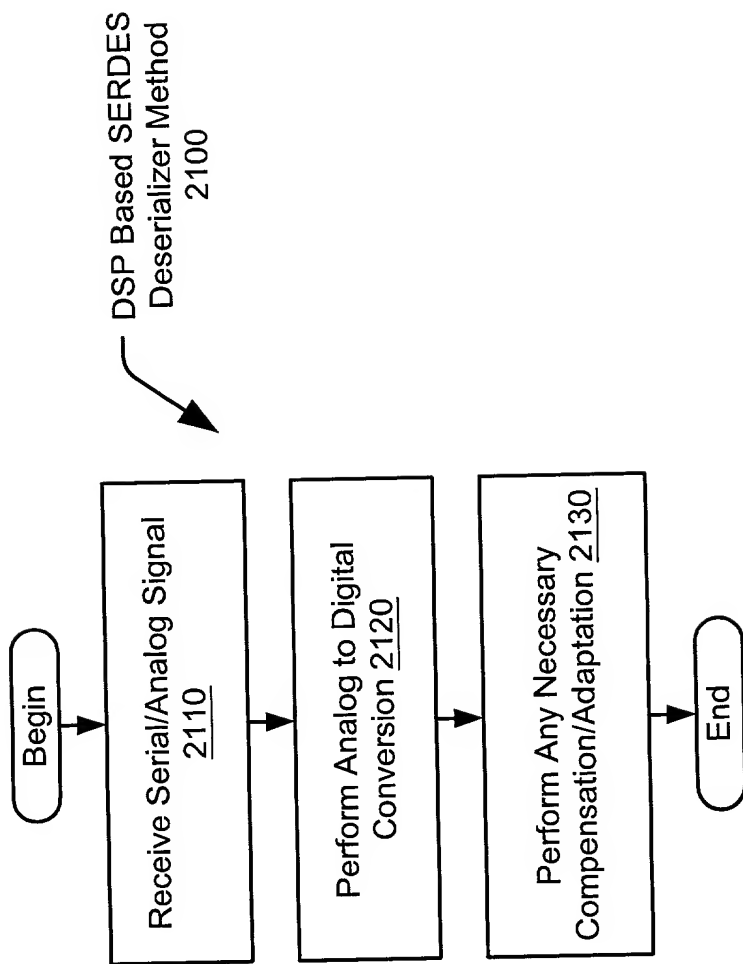 DSP Based SERDES
Deserializer Method
2100
Begin
Receive Serial/Analog Signal
2110
Perform Analog to Digital
Conversion 2120
Perform Any Necessary
Compensation/Adaptation 2130
End